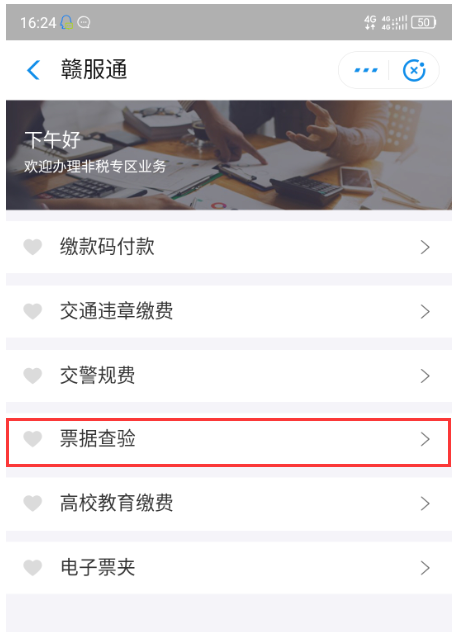 16:24
4G 4G 50
赣服通
下午好
欢迎办理非税专区业务
缴款码付款
交通违章缴费
交警规费
票据查验
高校教育缴费
电子票夹